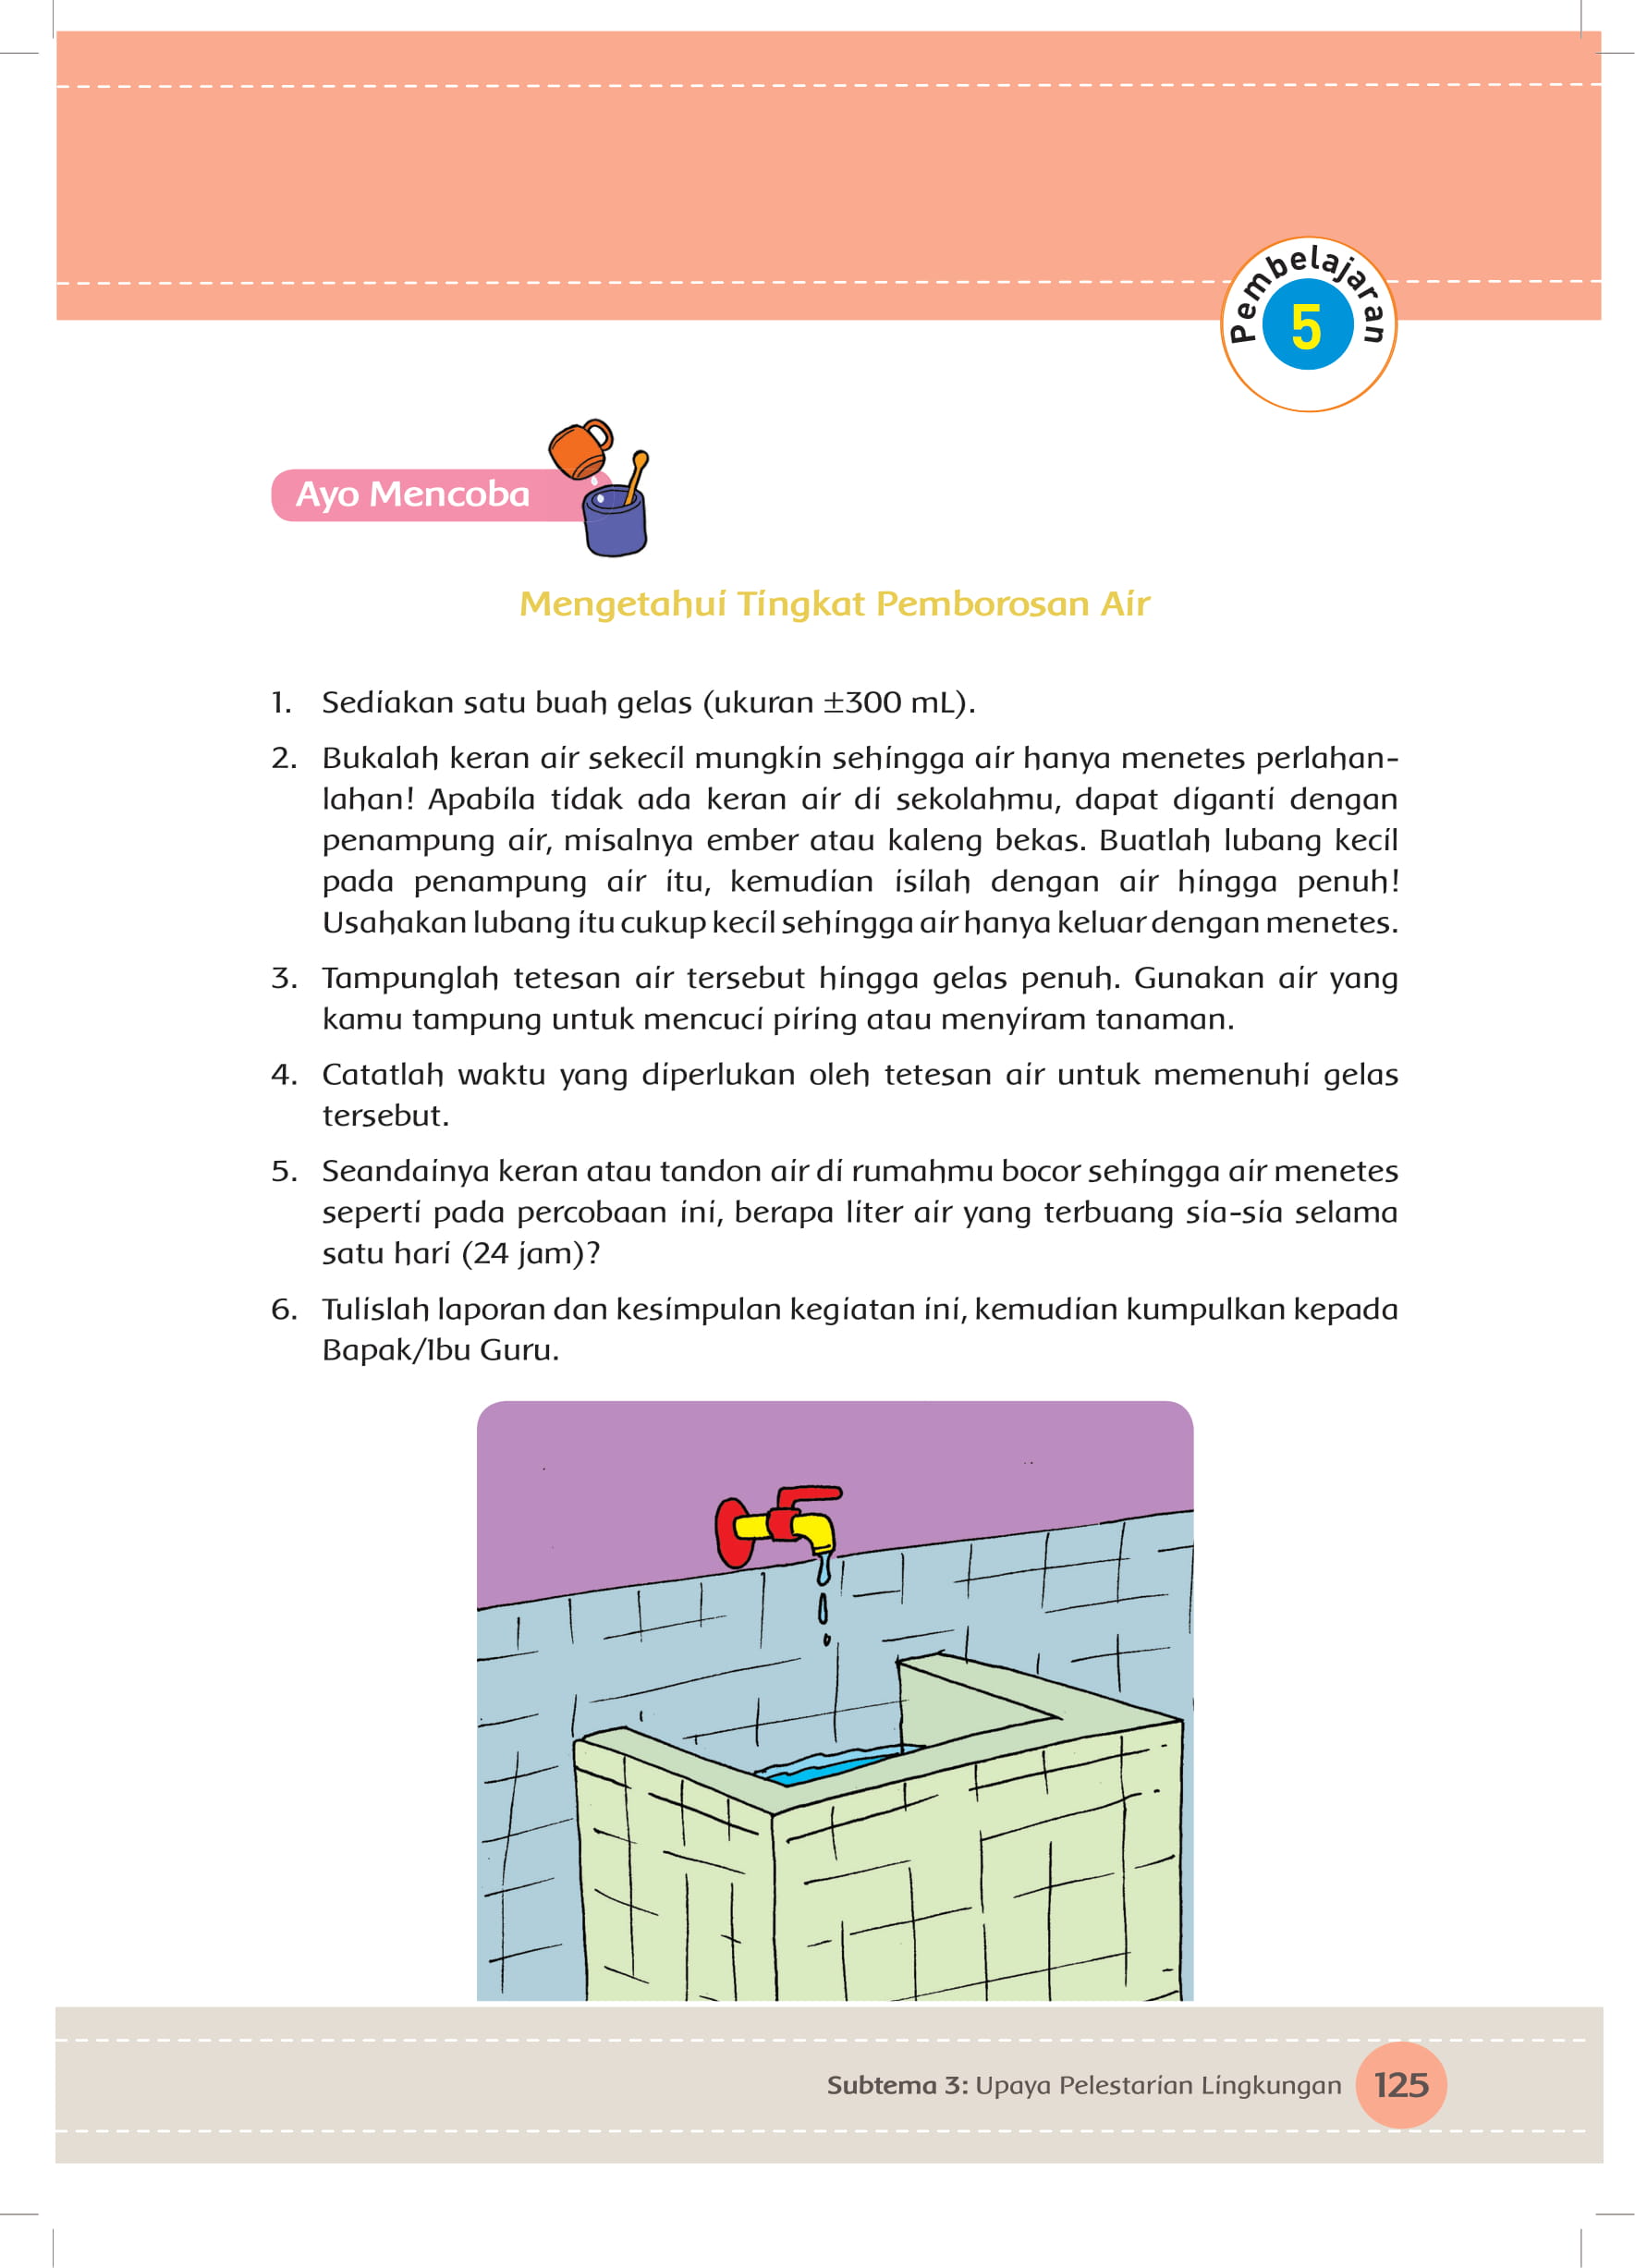 Pembelajaran
5
Ayo Mencoba
Mengetahui Tingkat Pemborosan Air
1. Sediakan satu buah gelas (ukuran ±300 mL).
2. Bukalah keran air sekecil mungkin sehingga air hanya menetes perlahan-
lahan! Apabila tidak ada keran air di sekolahmu, dapat diganti dengan
penampung air, misalnya ember atau kaleng bekas. Buatlah lubang kecil
pada penampung air itu, kemudian isilah dengan air hingga penuh!
Usahakan lubang itu cukup kecil sehingga air hanya keluar dengan menetes.
3. Tampunglah tetesan air tersebut hingga gelas penuh. Gunakan air yang
kamu tampung untuk mencuci piring atau menyiram tanaman.
4. Catatlah waktu yang diperlukan oleh tetesan air untuk memenuhi gelas
tersebut.
5. Seandainya keran atau tandon air di rumahmu bocor sehingga air menetes
seperti pada percobaan ini, berapa liter air yang terbuang sia-sia selama
satu hari (24 jam)?
6. Tulislah laporan dan kesimpulan kegiatan ini, kemudian kumpulkan kepada
Bapak/Ibu Guru.
Subtema 3: Upaya Pelestarian Lingkungan 125